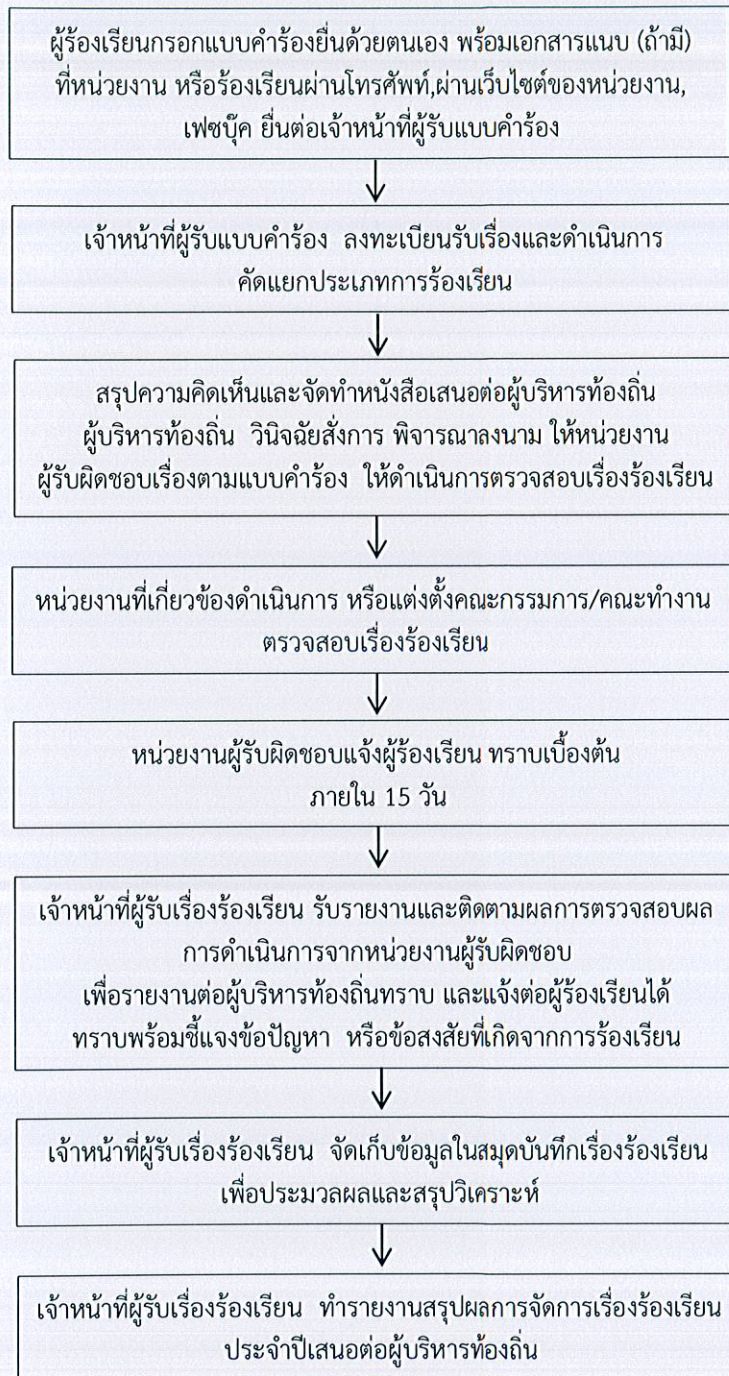 ผู้ร้องเรียนกรอกแบบคำร้องยื่นด้วยตนเอง พร้อมเอกสารแนบ (ถ้ามี)
ที่หน่วยงาน หรือร้องเรียนผ่านโทรศัพท์,ผ่านเว็บไซต์ของหน่วยงาน,
เฟซบุ๊ค ยื่นต่อเจ้าหน้าที่ผู้รับแบบคำร้อง
เจ้าหน้าที่ผู้รับแบบคำร้อง ลงทะเบียนรับเรื่องและดำเนินการ
คัดแยกประเภทการร้องเรียน
สรุปความคิดเห็นและจัดทำหนังสือเสนอต่อผู้บริหารท้องถิ่น
ผู้บริหารท้องถิ่น วินิจฉัยสั่งการ พิจารณาลงนาม ให้หน่วยงาน
ผู้รับผิดชอบเรื่องตามแบบคำร้อง ให้ดำเนินการตรวจสอบเรื่องร้องเรียน
หน่วยงานที่เกี่ยวข้องดำเนินการ หรือแต่งตั้งคณะกรรมการ/คณะทำงาน
ตรวจสอบเรื่องร้องเรียน
หน่วยงานผู้รับผิดชอบแจ้งผู้ร้องเรียน ทราบเบื้องต้น
ภายใน 15 วัน
เจ้าหน้าที่ผู้รับเรื่องร้องเรียน รับรายงานและติดตามผลการตรวจสอบผล
การดำเนินการจากหน่วยงานผู้รับผิดชอบ
เพื่อรายงานต่อผู้บริหารท้องถิ่นทราบ และแจ้งต่อผู้ร้องเรียนได้
ทราบพร้อมชี้แจงข้อปัญหา หรือข้อสงสัยที่เกิดจากการร้องเรียน
เจ้าหน้าที่ผู้รับเรื่องร้องเรียน จัดเก็บข้อมูลในสมุดบันทึกเรื่องร้องเรียน
เพื่อประมวลผลและสรุปวิเคราะห์
เจ้าหน้าที่ผู้รับเรื่องร้องเรียน ทำรายงานสรุปผลการจัดการเรื่องร้องเรียน
ประจำปีเสนอต่อผู้บริหารท้องถิ่น